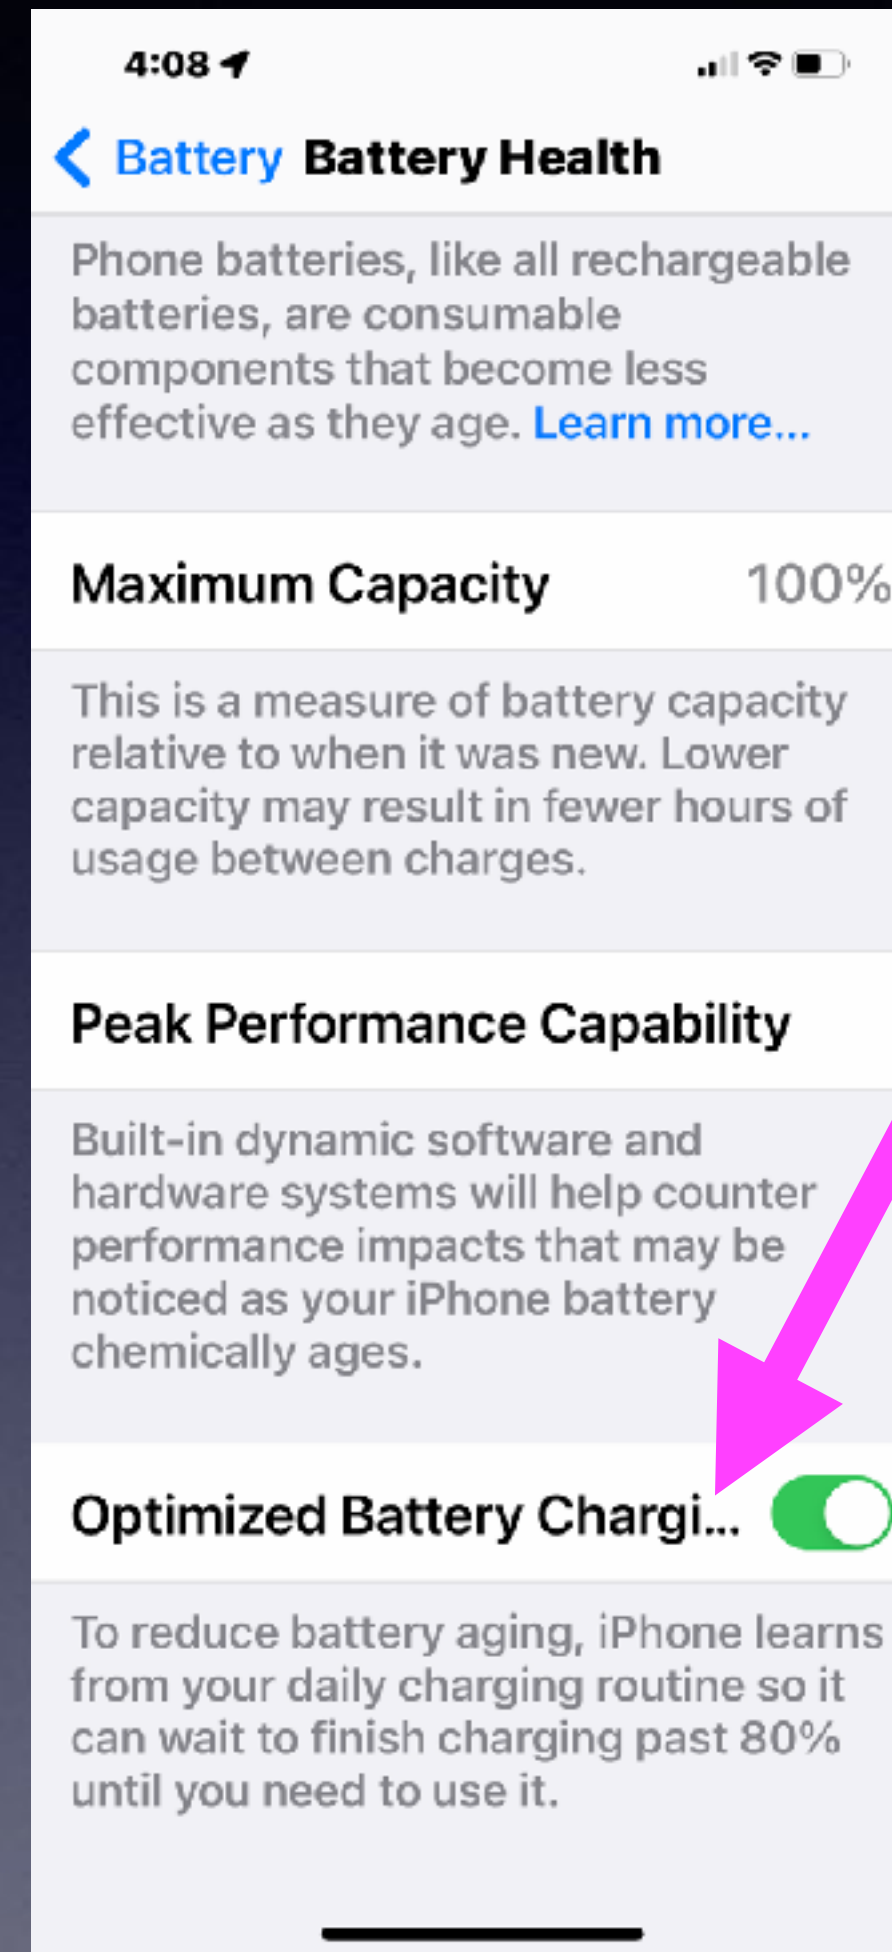 4:08
Battery Battery Health
Phone batteries, like all rechargeable
batteries, are consumable
components that become less
effective as they age. Learn more...
Maximum Capacity 100%
This is a measure of battery capacity
relative to when it was new. Lower
capacity may result in fewer hours of
usage between charges.
Peak Performance Capability
Built-in dynamic software and
hardware systems will help counter
performance impacts that may be
noticed as your iPhone battery
chemically ages.
Optimized Battery Chargi...
To reduce battery aging, iPhone learns
from your daily charging routine so it
can wait to finish charging past 80%
until you need to use it.